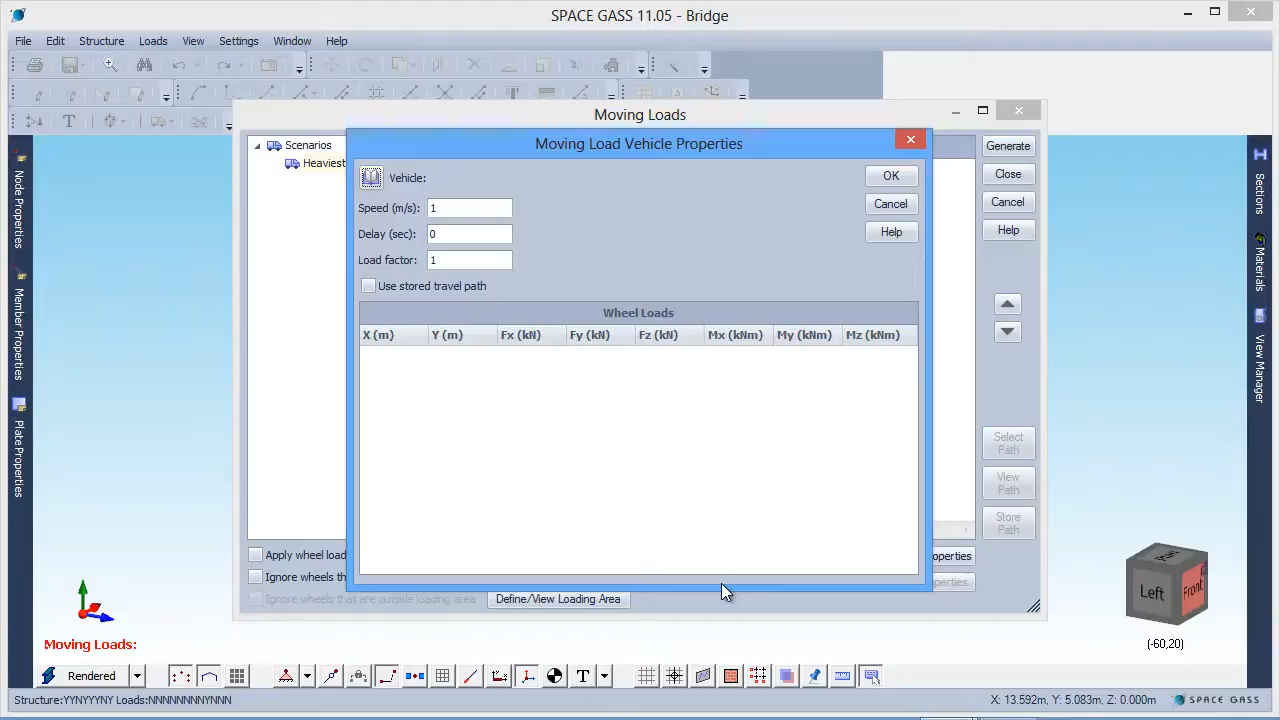 SPACE GASS 11.05 - Bridge
File Edit Structure Loads View Settings Window Help
Moving Loads
Moving Load Vehicle Properties
Scenarios
Heaviest
Generate
Close
Cancel
Help
Vehicle:
OK
Speed (m/s): 1
Cancel
Delay (sec): 0
Help
Load factor: 1
Use stored travel path
Wheel Loads
X (m) Y (m) Fx (kN) Fy (kN) Fz (kN) Mx (kNm) My (kNm) Mz (kNm)
Select Path
View Path
Store Path
Apply wheel load
operties
Ignore wheels th
operties
Ignore wheels that are outside loading area
Define/View Loading Area
Node Properties
Member Properties
Plate Properties
Sections
Materials
View Manager
Left
Front
(-60,20)
Moving Loads:
Rendered
T
Structure:YYNYYYNY Loads:NNNNNNNNYNNN
X: 13.592m, Y: 5.083m, Z: 0.000m
SPACE GASS